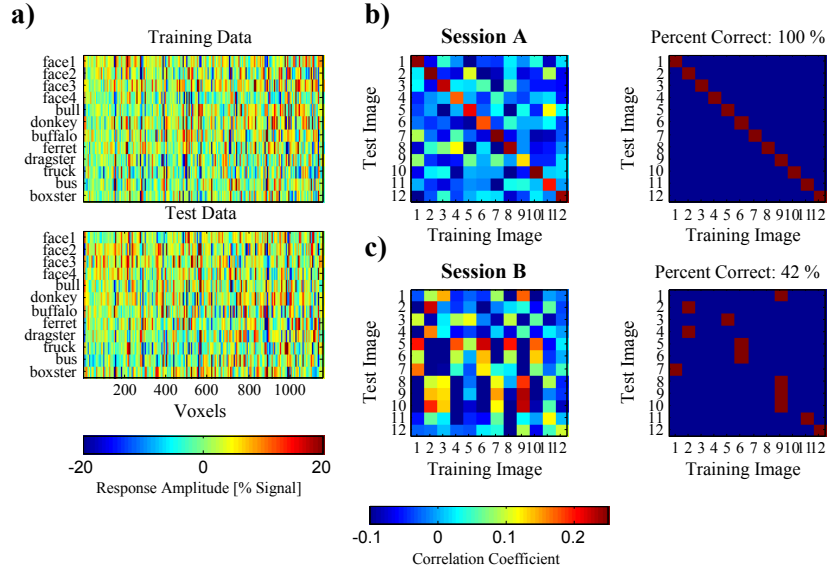 a)
Training Data
face1
face2
face3
face4
bull
donkey
buffalo
ferret
dragster
truck
bus
boxster
Test Data
face1
face2
face3
face4
bull
donkey
buffalo
ferret
dragster
truck
bus
boxster
200 400 600 800 1000
Voxels
-20 0 20
Response Amplitude [% Signal]
b)
Session A
Test Image
1
2
3
4
5
6
7
8
9
10
11
12
1 2 3 4 5 6 7 8 9 10 11 12
Training Image
Percent Correct: 100 %
Test Image
1
2
3
4
5
6
7
8
9
10
11
12
1 2 3 4 6 7 8 9 10 11 12
Training Image
c)
Session B
Test Image
1
2
3
4
5
6
7
8
9
10
11
12
1 2 3 4 5 6 7 8 9 10 11 12
Training Image
Percent Correct: 42 %
Test Image
1
2
3
4
5
6
7
8
9
10
11
12
1 2 3 4 6 7 8 9 10 11 12
Training Image
-0.1 0 0.1 0.2
Correlation Coefficient